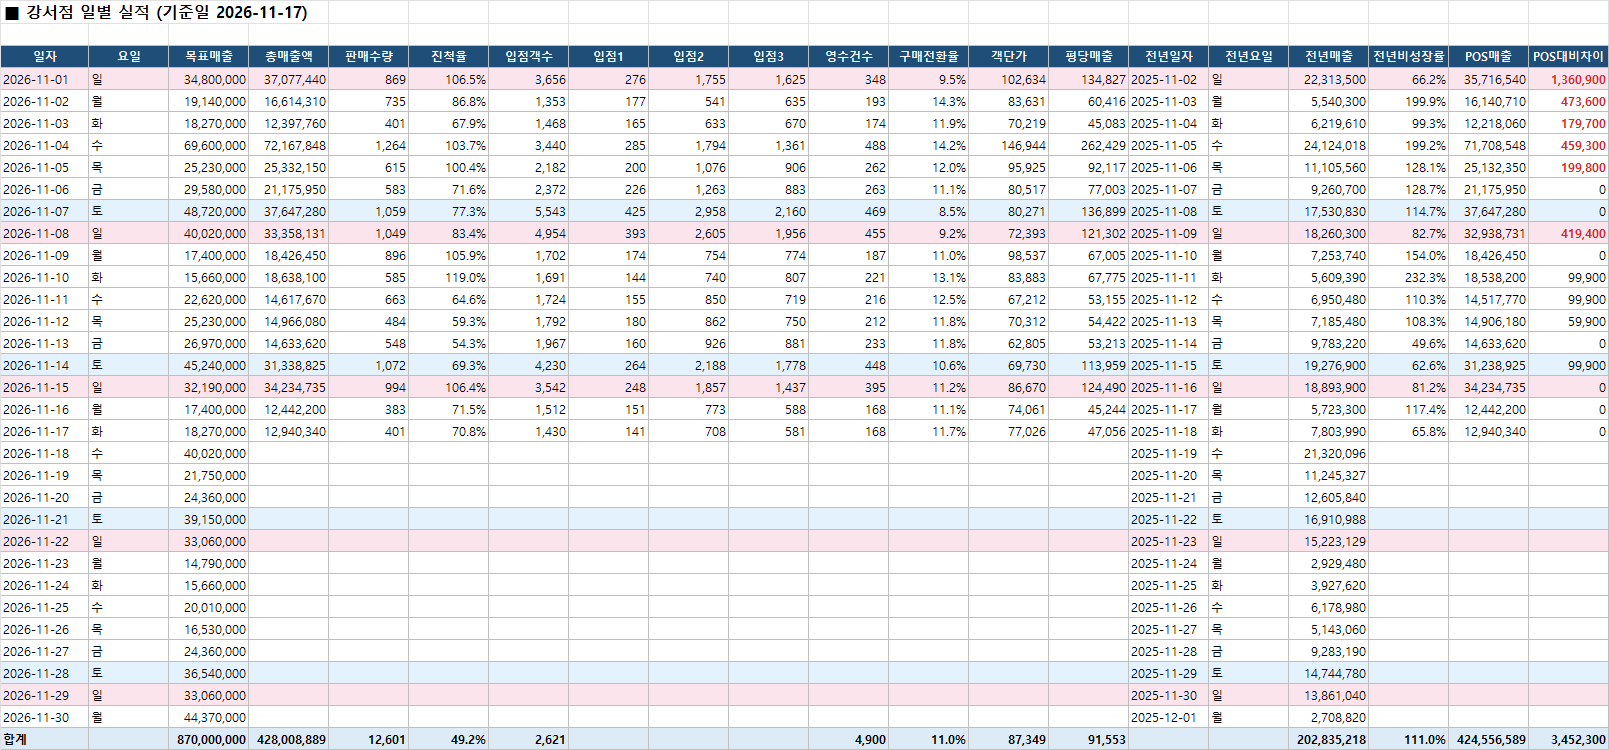 ■ 강서점 일별 실적 (기준일 2026-11-17)
일자 요일 목표매출 총매출액 판매수량 진척율 입점객수 입점1 입점2 입점3 영수건수 구매전환율 객단가 평당매출 전년일자 전년요일 전년매출 전년비성장률 POS매출 POS대비차이
2026-11-01 일 34,800,000 37,077,440 869 106.5% 3,656 276 1,755 1,625 348 9.5% 102,634 134,827 2025-11-02 일 22,313,500 66.2% 35,716,540 1,360,900
2026-11-02 월 19,140,000 16,614,310 735 86.8% 1,353 177 541 635 193 14.3% 83,631 60,416 2025-11-03 월 5,540,300 199.9% 16,140,710 473,600
2026-11-03 화 18,270,000 12,397,760 401 67.9% 1,468 165 633 670 174 11.9% 70,219 45,083 2025-11-04 화 6,219,610 99.3% 12,218,060 179,700
2026-11-04 수 69,600,000 72,167,848 1,264 103.7% 3,440 285 1,794 1,361 488 14.2% 146,944 262,429 2025-11-05 수 24,124,018 199.2% 71,708,548 459,300
2026-11-05 목 25,230,000 25,332,150 615 100.4% 2,182 200 1,076 906 262 12.0% 95,925 92,117 2025-11-06 목 11,105,560 128.1% 25,132,350 199,800
2026-11-06 금 29,580,000 21,175,950 583 71.6% 2,372 226 1,263 883 263 11.1% 80,517 77,003 2025-11-07 금 9,260,700 128.7% 21,175,950 0
2026-11-07 토 48,720,000 37,647,280 1,059 77.3% 5,543 425 2,958 2,160 469 8.5% 80,271 136,899 2025-11-08 토 17,530,830 114.7% 37,647,280 0
2026-11-08 일 40,020,000 33,358,131 1,049 83.4% 4,954 393 2,605 1,956 455 9.2% 72,393 121,302 2025-11-09 일 18,260,300 82.7% 32,938,731 419,400
2026-11-09 월 17,400,000 18,426,450 896 105.9% 1,702 174 754 774 187 11.0% 98,537 67,005 2025-11-10 월 7,253,740 154.0% 18,426,450 0
2026-11-10 화 15,660,000 18,638,100 585 119.0% 1,691 144 740 807 221 13.1% 83,883 67,775 2025-11-11 화 5,609,390 232.3% 18,538,200 99,900
2026-11-11 수 22,620,000 14,617,670 663 64.6% 1,724 155 850 719 216 12.5% 67,212 53,155 2025-11-12 수 6,950,480 110.3% 14,517,770 99,900
2026-11-12 목 25,230,000 14,966,080 484 59.3% 1,792 180 862 750 212 11.8% 70,312 54,422 2025-11-13 목 7,185,480 108.3% 14,906,180 59,900
2026-11-13 금 26,970,000 14,633,620 548 54.3% 1,967 160 926 881 233 11.8% 62,805 53,213 2025-11-14 금 9,783,220 49.6% 14,633,620 0
2026-11-14 토 45,240,000 31,338,825 1,072 69.3% 4,230 264 2,188 1,778 448 10.6% 69,730 113,959 2025-11-15 토 19,276,900 62.6% 31,238,925 99,900
2026-11-15 일 32,190,000 34,234,735 994 106.4% 3,542 248 1,857 1,437 395 11.2% 86,670 124,490 2025-11-16 일 18,893,900 81.2% 34,234,735 0
2026-11-16 월 17,400,000 12,442,200 383 71.5% 1,512 151 773 588 168 11.1% 74,061 45,244 2025-11-17 월 5,723,300 117.4% 12,442,200 0
2026-11-17 화 18,270,000 12,940,340 401 70.8% 1,430 141 708 581 168 11.7% 77,026 47,056 2025-11-18 화 7,803,990 65.8% 12,940,340 0
2026-11-18 수 40,020,000 2025-11-19 수 21,320,096
2026-11-19 목 21,750,000 2025-11-20 목 11,245,327
2026-11-20 금 24,360,000 2025-11-21 금 12,605,840
2026-11-21 토 39,150,000 2025-11-22 토 16,910,988
2026-11-22 일 33,060,000 2025-11-23 일 15,223,129
2026-11-23 월 14,790,000 2025-11-24 월 2,929,480
2026-11-24 화 15,660,000 2025-11-25 화 3,927,620
2026-11-25 수 20,010,000 2025-11-26 수 6,178,980
2026-11-26 목 16,530,000 2025-11-27 목 5,143,060
2026-11-27 금 24,360,000 2025-11-28 금 9,283,190
2026-11-28 토 36,540,000 2025-11-29 토 14,744,780
2026-11-29 일 33,060,000 2025-11-30 일 13,861,040
2026-11-30 월 44,370,000 2025-12-01 월 2,708,820
합계 870,000,000 428,008,889 12,601 49.2% 2,621 4,900 11.0% 87,349 91,553 202,835,218 111.0% 424,556,589 3,452,300